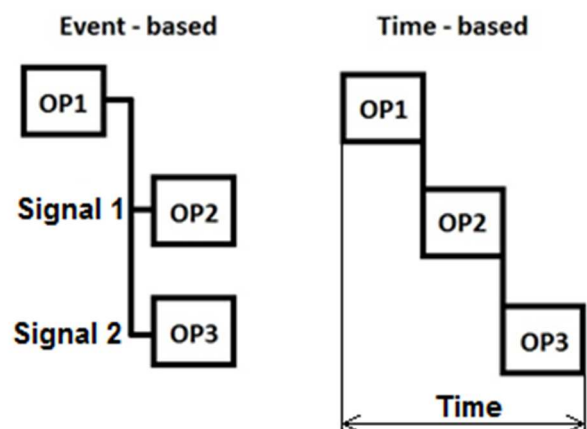 Event - based
OP1
Signal 1
OP2
Signal 2
OP3
Time - based
OP1
OP2
OP3
Time